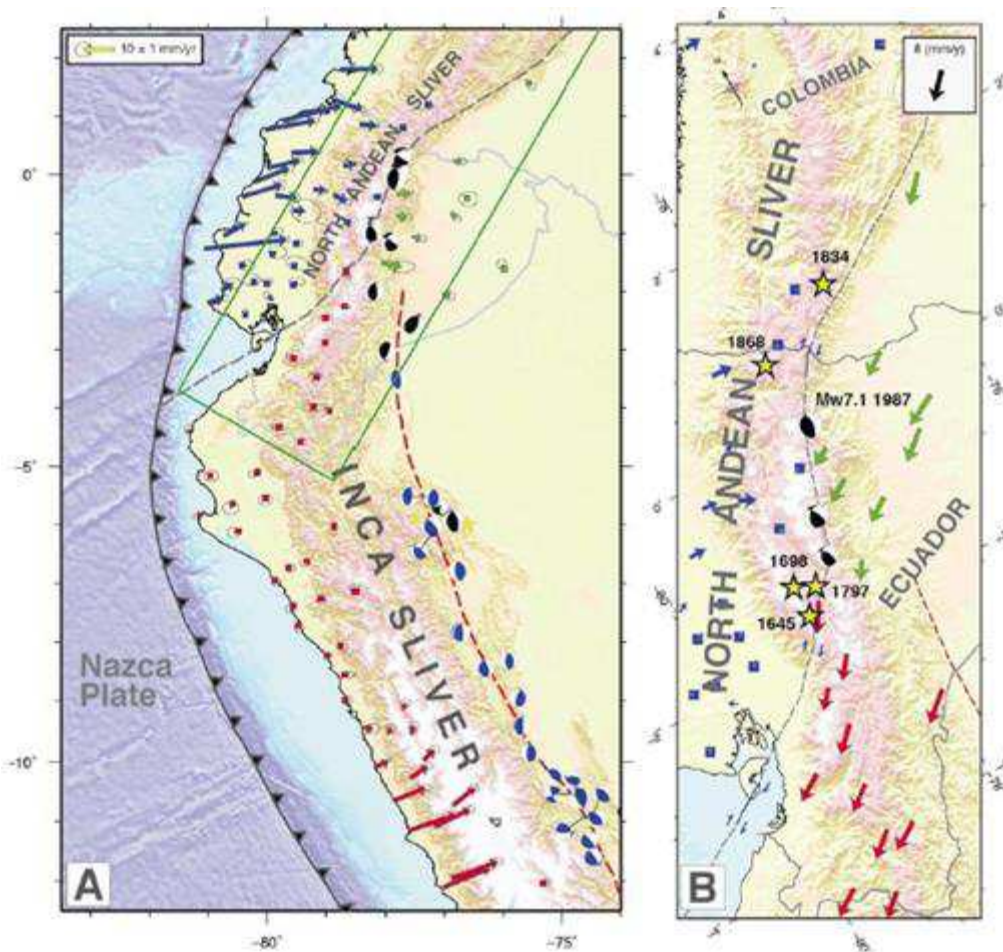 10 ± 1 mm/yr
NORTH ANDEAN SLIVER
INCA SLIVER
Nazca
Plate
0°
-5°
-10°
-80°
-75°
A
8 (mm/y)
COLOMBIA
NORTH ANDEAN SLIVER
1834
1868
Mw7.1 1987
ECUADOR
1698
1797
1645
B